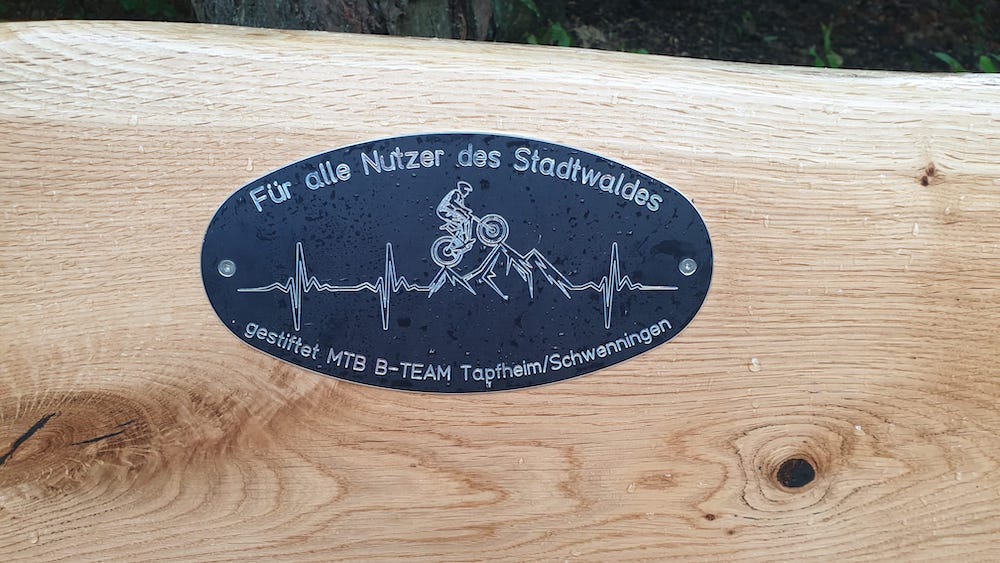 Für alle Nutzer des Stadtwaldes
gestiftet MTB B-TEAM Tapfheim/Schwenningen